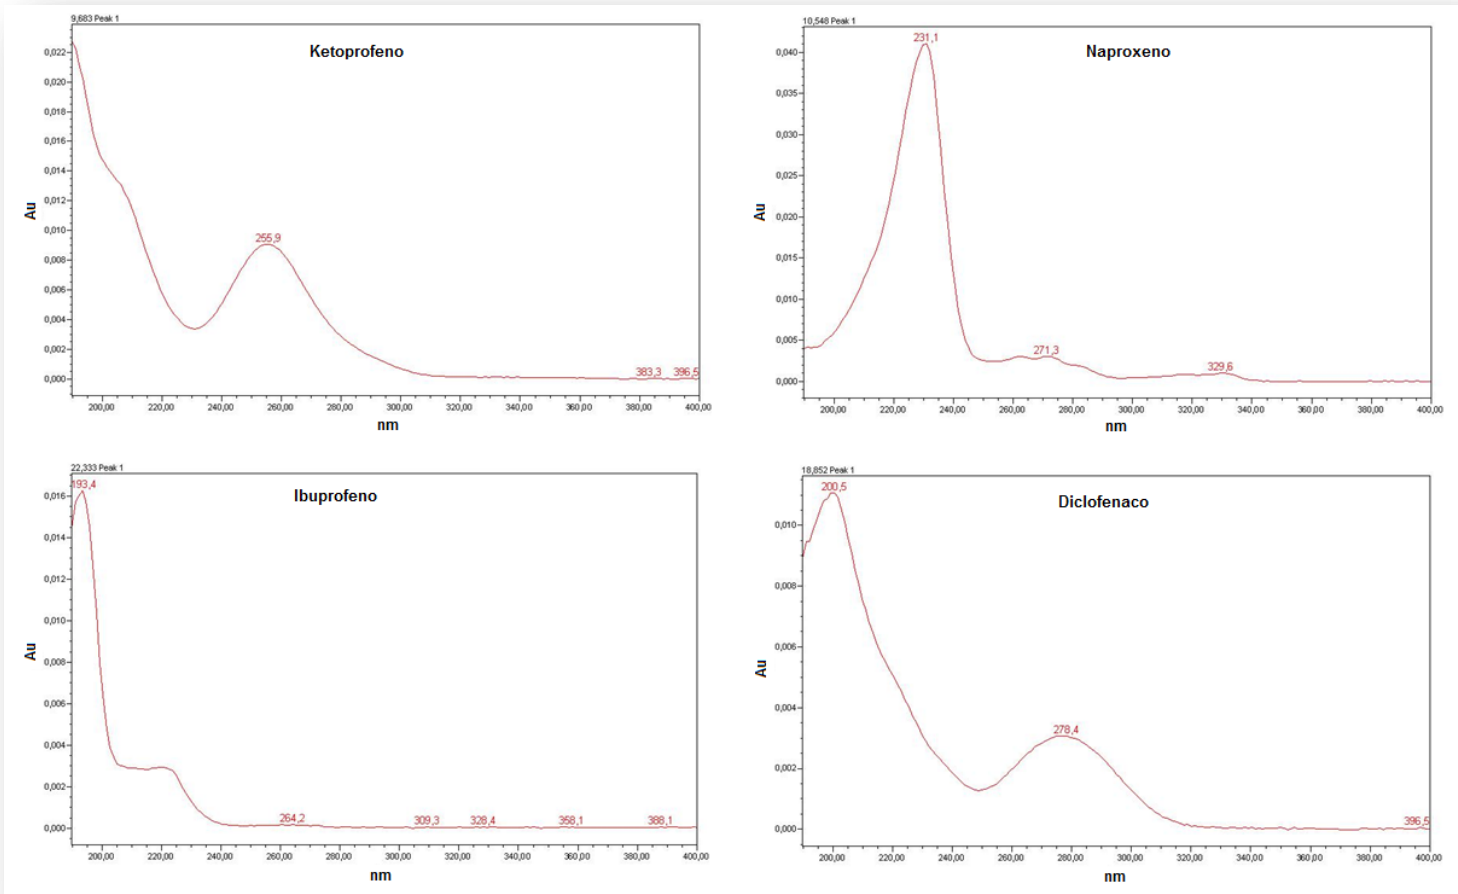 9,683 Peak 1
Ketoprofeno
0,022
0,020
0,018
0,016
0,014
0,012
0,010
0,008
0,006
0,004
0,002
0,000
Au
255,9
383,3 396,5
200,00 220,00 240,00 260,00 280,00 300,00 320,00 340,00 360,00 380,00 400,00
nm
10,548 Peak 1
Naproxeno
231,1
0,040
0,035
0,030
0,025
0,020
0,015
0,010
0,005
0,000
Au
271,3
329,6
200,00 220,00 240,00 260,00 280,00 300,00 320,00 340,00 360,00 380,00 400,00
nm
22,333 Peak 1
193,4
Ibuprofeno
0,016
0,014
0,012
0,010
0,008
0,006
0,004
0,002
0,000
Au
264,2 309,3 328,4 358,1 388,1
200,00 220,00 240,00 260,00 280,00 300,00 320,00 340,00 360,00 380,00 400,00
nm
18,852 Peak 1
200,5
Diclofenaco
0,010
0,008
0,006
0,004
0,002
0,000
Au
278,4
396,5
200,00 220,00 240,00 260,00 280,00 300,00 320,00 340,00 360,00 380,00 400,00
nm